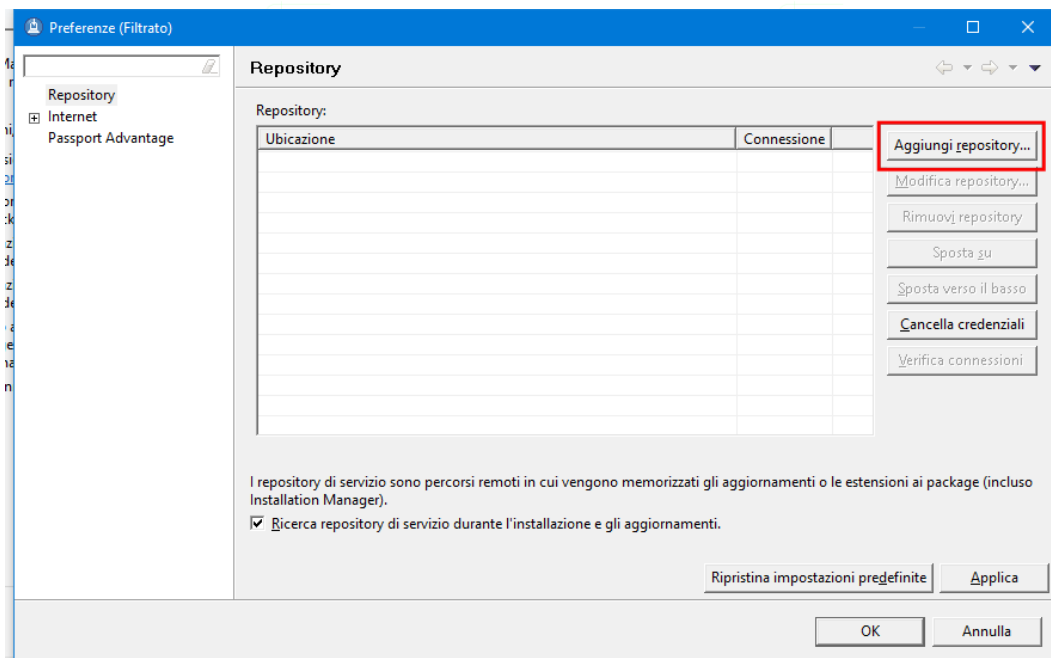 Preferenze (Filtrato)
Repository
Internet
Passport Advantage
Repository
Repository:
Ubicazione Connessione
Aggiungi repository...
Modifica repository...
Rimuovi repository
Sposta su
Sposta verso il basso
Cancella credenziali
Verifica connessioni
I repository di servizio sono percorsi remoti in cui vengono memorizzati gli aggiornamenti o le estensioni ai package (incluso
Installation Manager).
Ricerca repository di servizio durante l'installazione e gli aggiornamenti.
Ripristina impostazioni predefinite Applica
OK Annulla